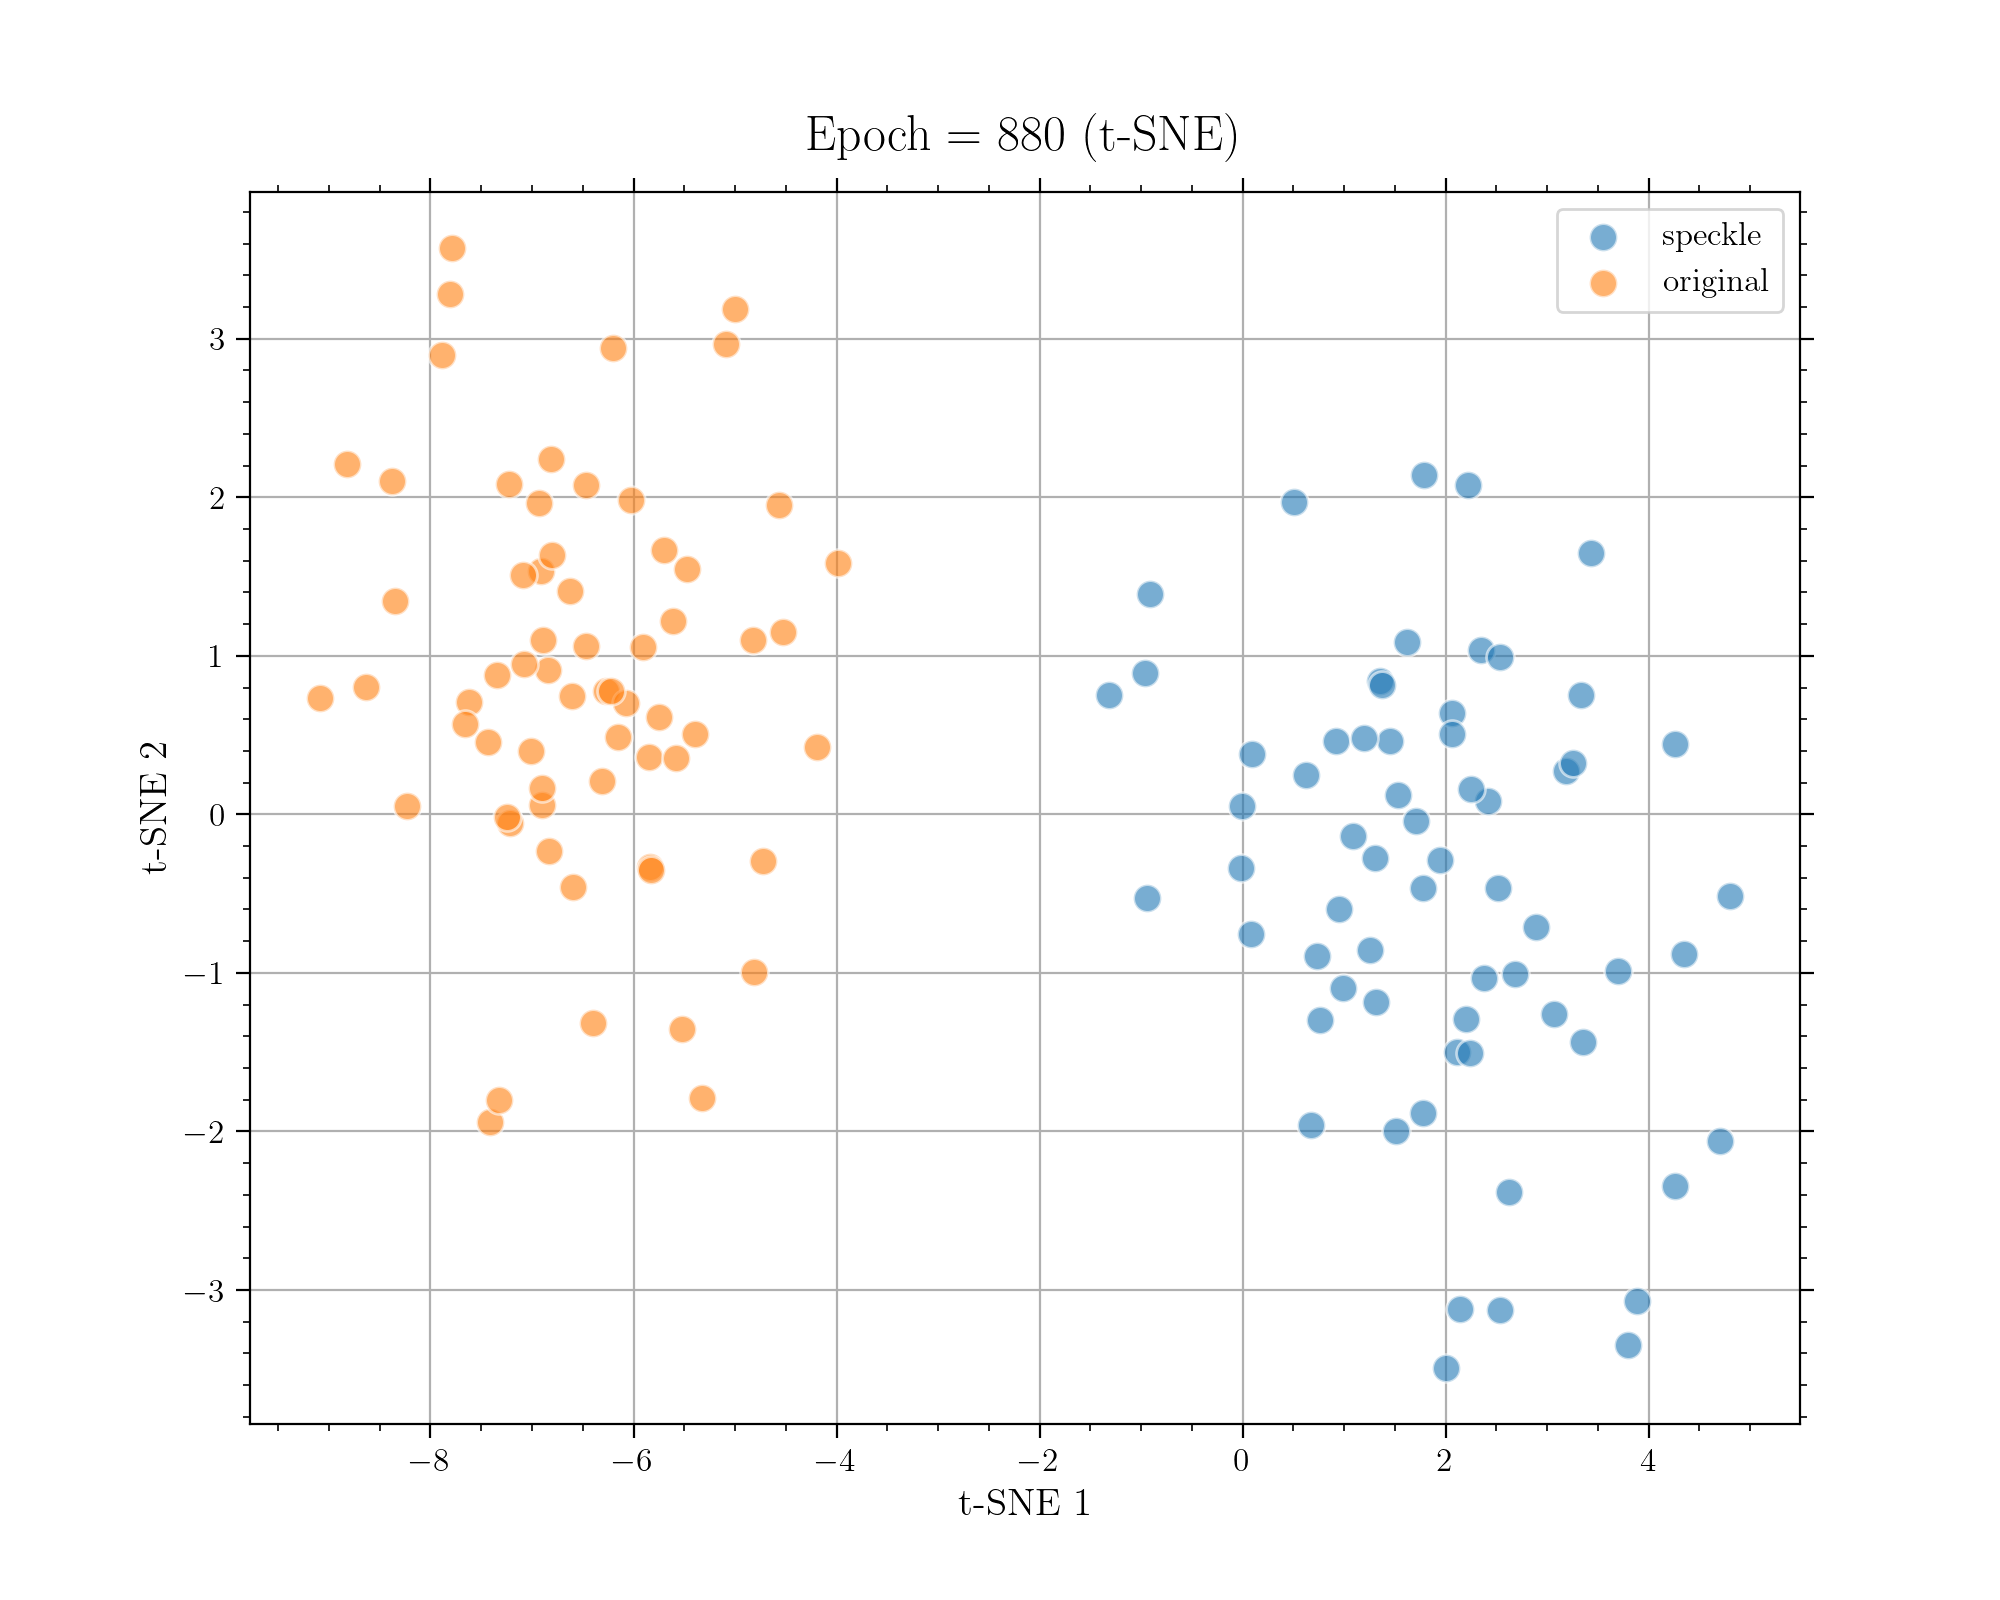 Epoch = 880 (t-SNE)
speckle
original
3
2
1
0
−1
−2
−3
t-SNE 2
−8 −6 −4 −2 0 2 4
t-SNE 1